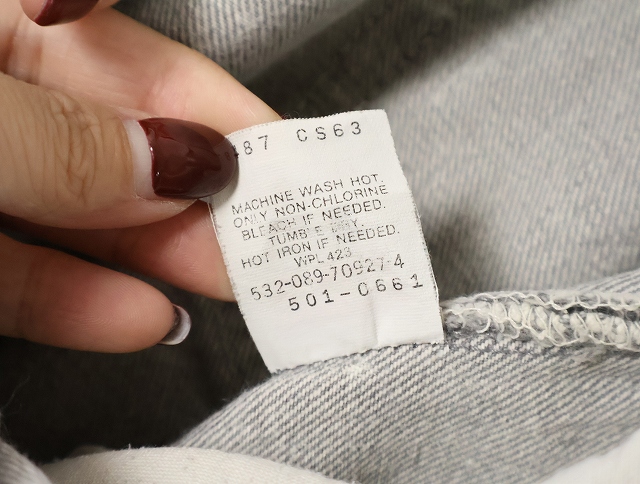 87 CS63
MACHINE WASH HOT.
ONLY NON-CHLORINE
BLEACH IF NEEDED.
TUMBLE DRY.
HOT IRON IF NEEDED.
WPL 423
532-089-70927-4
501-0661